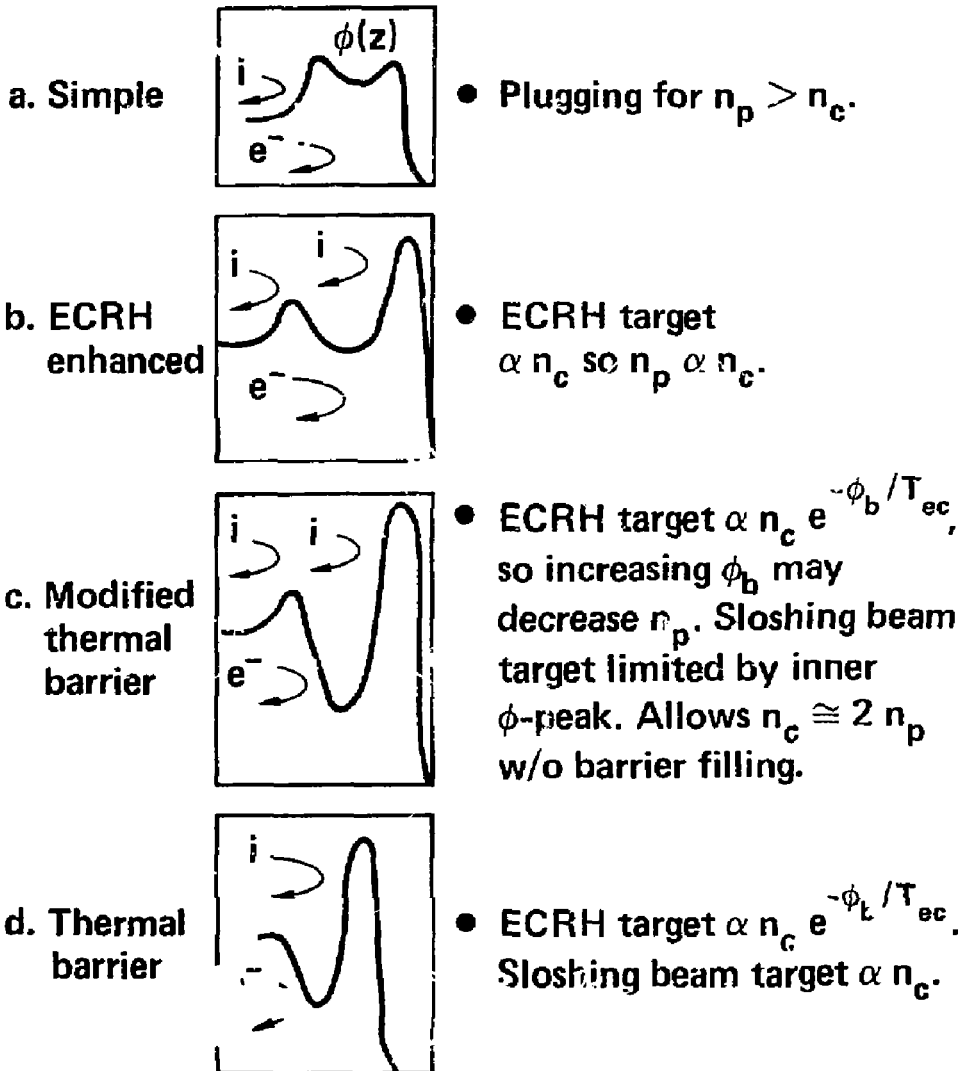 φ(z)
i
e⁻
a. Simple
● Plugging for n_p > n_c.
i
i
e⁻
b. ECRH
enhanced
● ECRH target
α n_c so n_p α n_c.
i
i
e⁻
c. Modified
thermal
barrier
● ECRH target α n_c e^{-φ_b/T_ec},
so increasing φ_b may
decrease n_p. Sloshing beam
target limited by inner
φ-peak. Allows n_c ≅ 2 n_p
w/o barrier filling.
i
d. Thermal
barrier
● ECRH target α n_c e^{-φ_b/T_ec}.
Sloshing beam target α n_c.